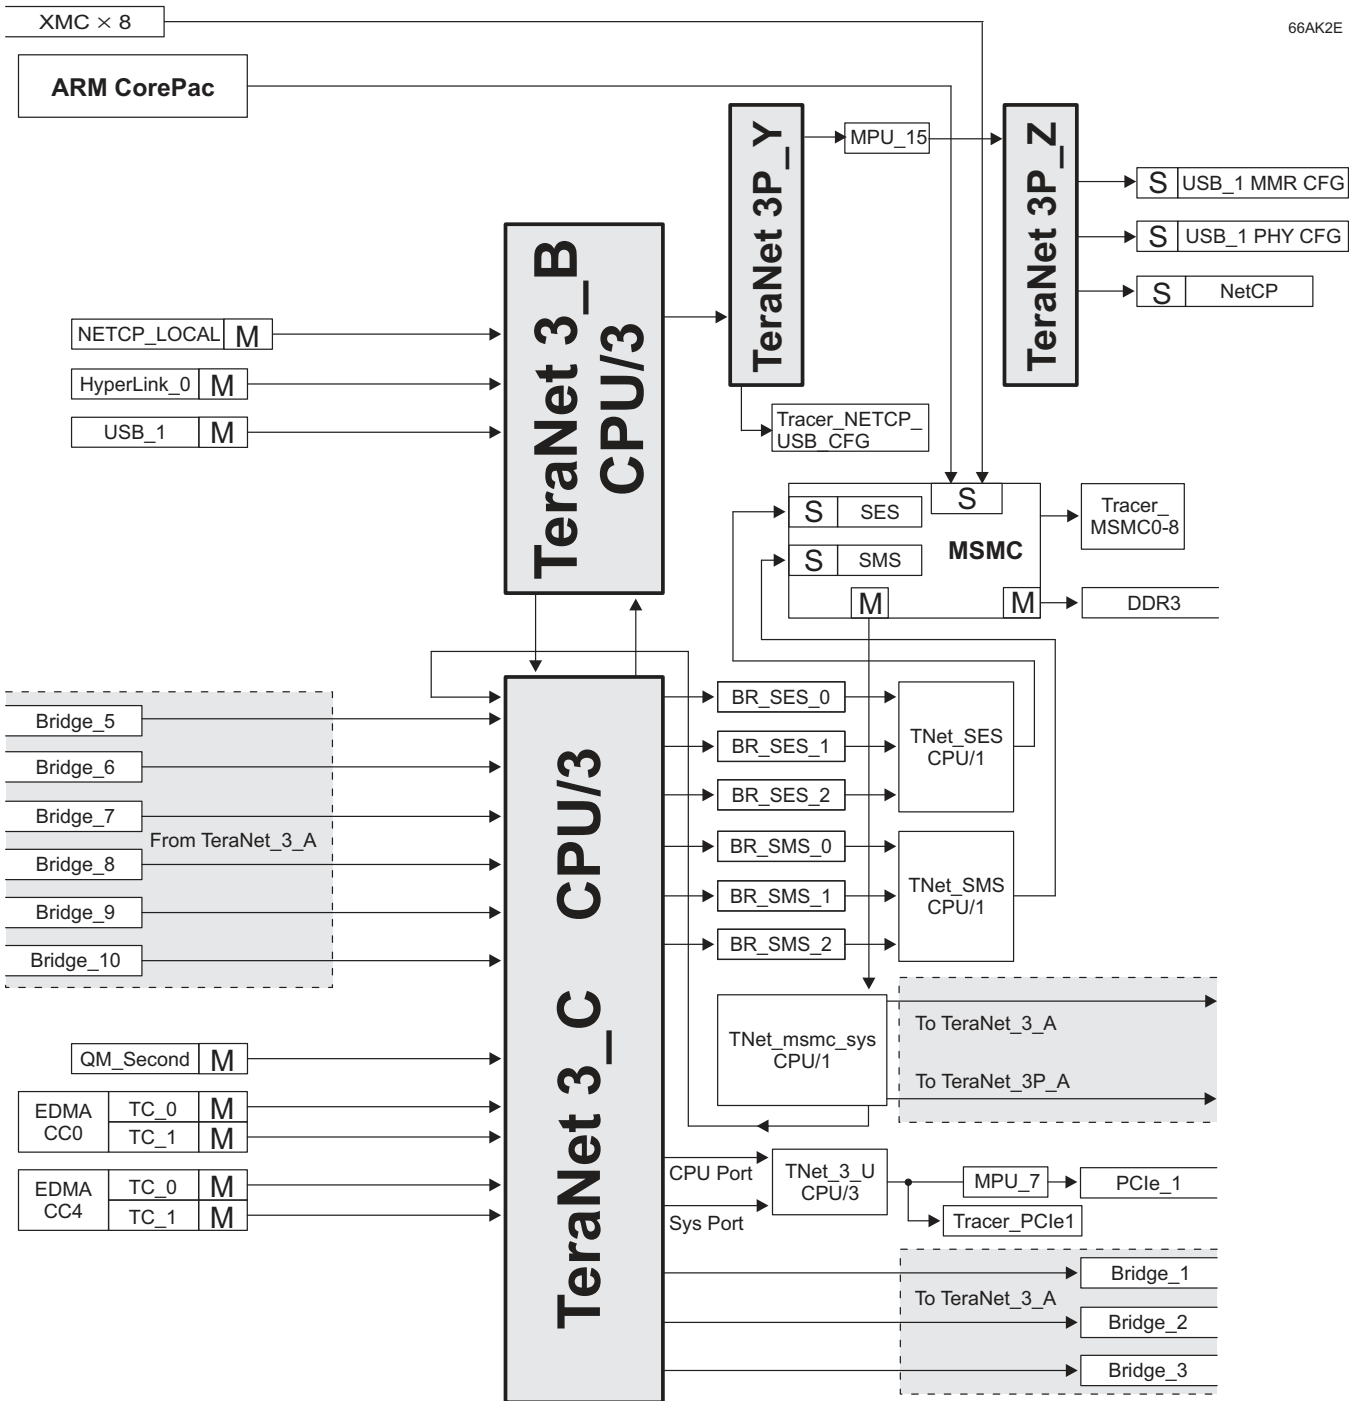 XMC × 8
66AK2E
ARM CorePac
TeraNet 3P_Y
MPU_15
TeraNet 3P_Z
S USB_1 MMR CFG
S USB_1 PHY CFG
S NetCP
TeraNet 3_B
CPU/3
NETCP_LOCAL M
HyperLink_0 M
USB_1 M
Tracer_NETCP_
USB_CFG
S
S SES
S SMS
MSMC
M
M
Tracer_
MSMC0-8
DDR3
Bridge_5
Bridge_6
Bridge_7
Bridge_8
Bridge_9
Bridge_10
From TeraNet_3_A
TeraNet 3_C CPU/3
BR_SES_0
BR_SES_1
BR_SES_2
TNet_SES
CPU/1
BR_SMS_0
BR_SMS_1
BR_SMS_2
TNet_SMS
CPU/1
TNet_msmc_sys
CPU/1
To TeraNet_3_A
To TeraNet_3P_A
QM_Second M
EDMA
CC0
TC_0 M
TC_1 M
EDMA
CC4
TC_0 M
TC_1 M
CPU Port
Sys Port
TNet_3_U
CPU/3
MPU_7
PCIe_1
Tracer_PCIe1
To TeraNet_3_A
Bridge_1
Bridge_2
Bridge_3